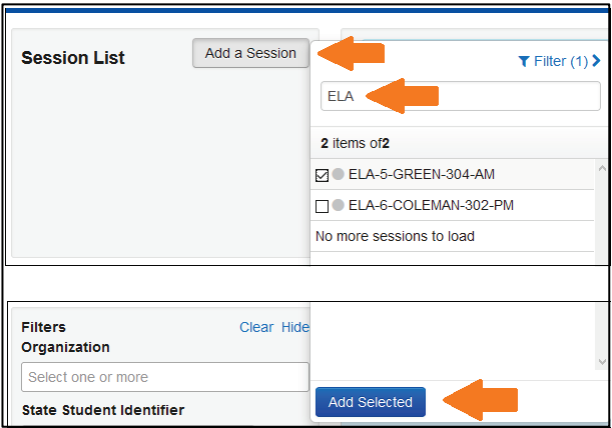 Session List
Add a Session
Filter (1)
ELA
2 items of2
ELA-5-GREEN-304-AM
ELA-6-COLEMAN-302-PM
No more sessions to load
Filters
Clear Hide
Organization
Select one or more
State Student Identifier
Add Selected